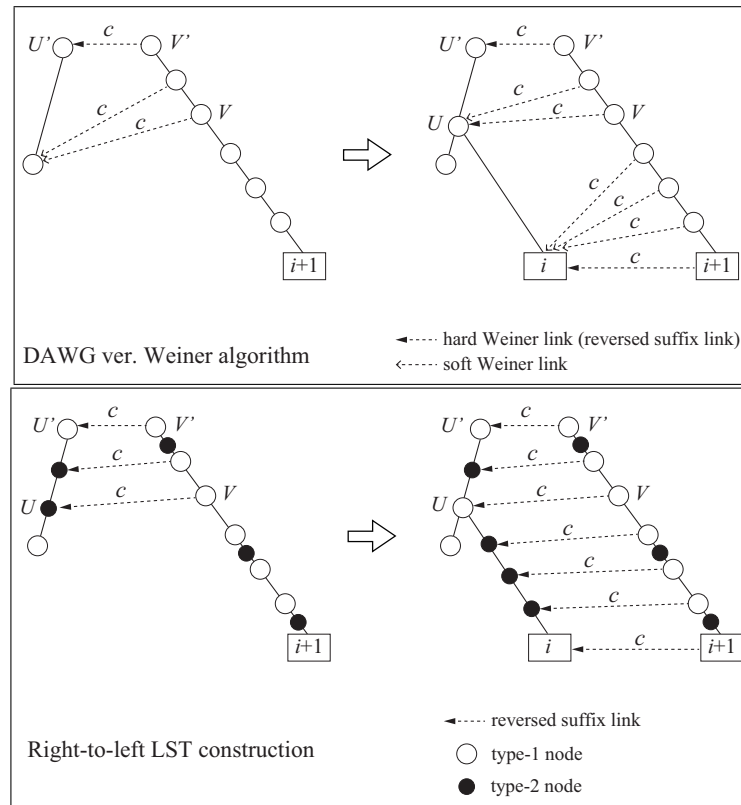 U' c V' U' c V'
c c
c U c
V V
c c
c
c
i+1 i c i+1
DAWG ver. Weiner algorithm
hard Weiner link (reversed suffix link)
soft Weiner link
U' c V' U' c V'
c c
U c V U c V
c
c
c
i+1 i c i+1
reversed suffix link
Right-to-left LST construction
type-1 node
type-2 node